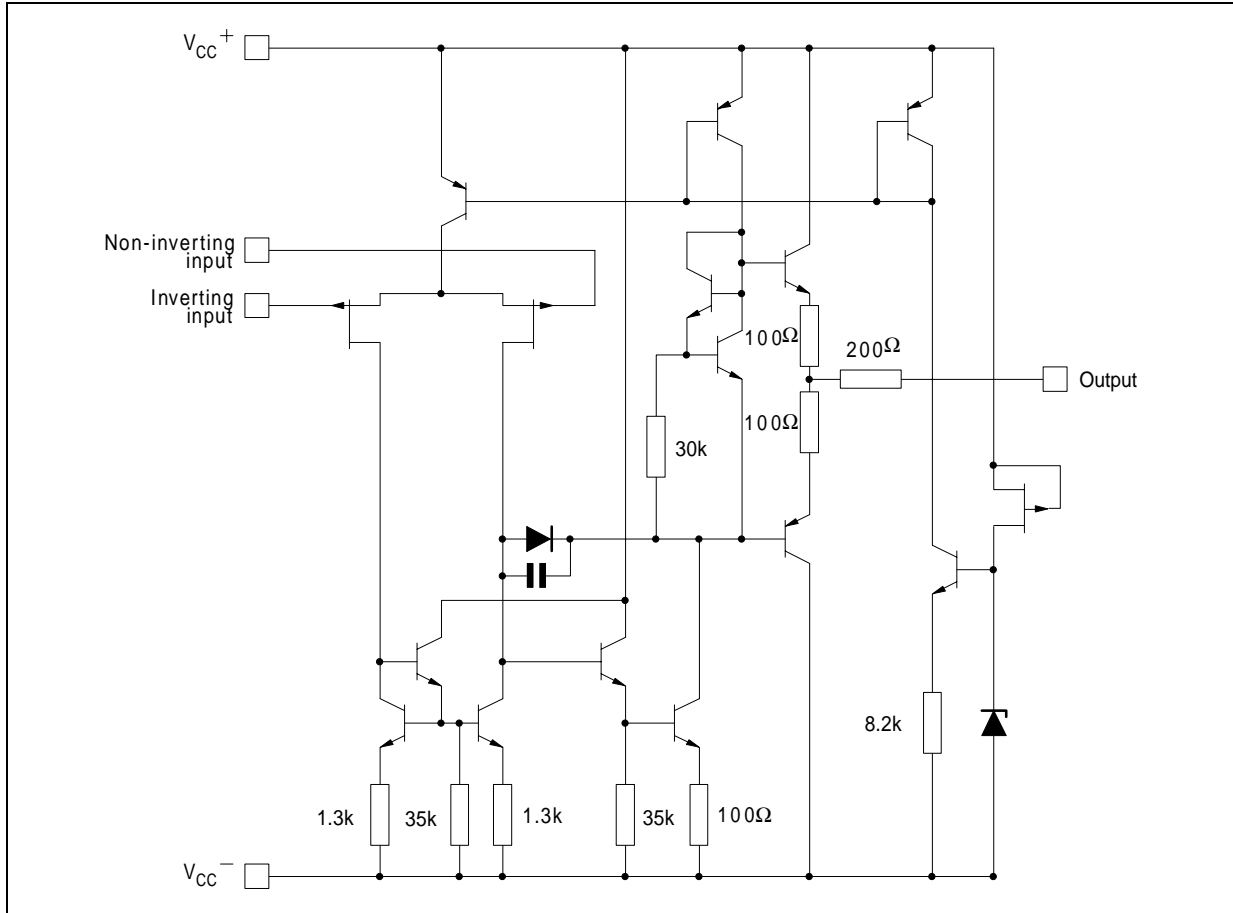 VCC+
Non-inverting
input
Inverting
input
100Ω
200Ω
Output
100Ω
30k
8.2k
1.3k
35k
1.3k
35k
100Ω
VCC−